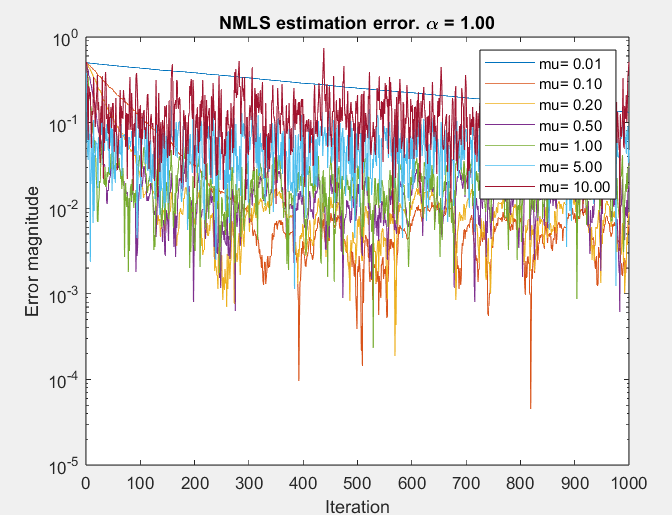 NMLS estimation error. α = 1.00
Error magnitude
10^0
10^-1
10^-2
10^-3
10^-4
10^-5
mu= 0.01
mu= 0.10
mu= 0.20
mu= 0.50
mu= 1.00
mu= 5.00
mu= 10.00
0 100 200 300 400 500 600 700 800 900 1000
Iteration